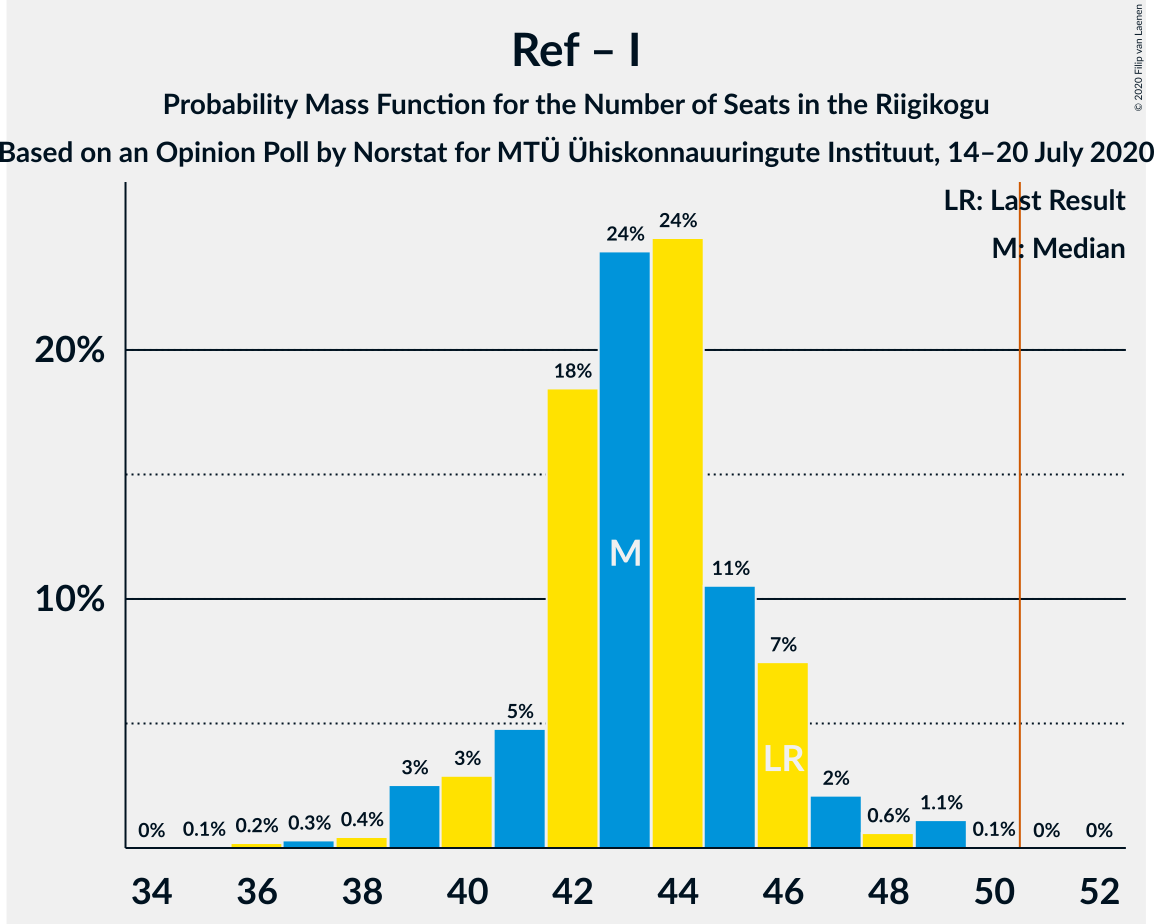 Ref – I
Probability Mass Function for the Number of Seats in the Riigikogu
Based on an Opinion Poll by Norstat for MTÜ Ühiskonnauuringute Instituut, 14–20 July 2020
© 2020 Filip van Laenen
LR: Last Result
M: Median
20%
10%
0%
0.1%
0.2%
0.3%
0.4%
3%
3%
5%
18%
24%
24%
11%
7%
2%
0.6%
1.1%
0.1%
0%
0%
M
LR
34 36 38 40 42 44 46 48 50 52